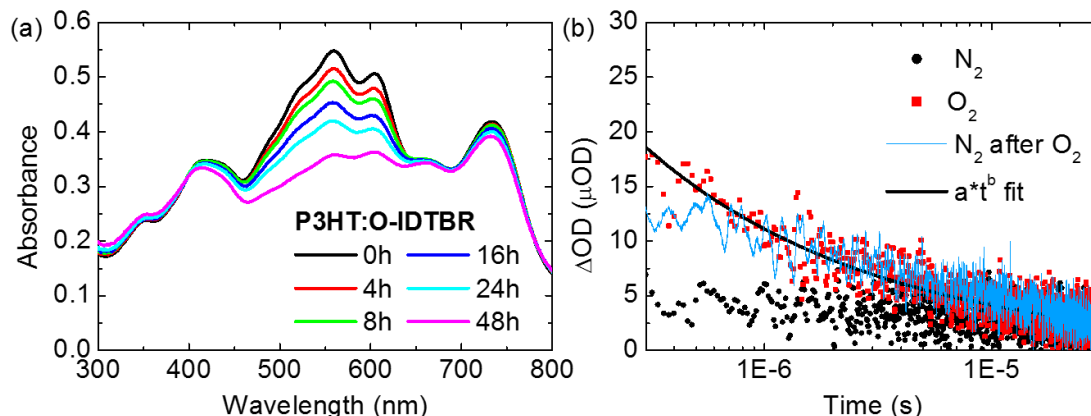 (a)
0.6
0.5
0.4
0.3
0.2
0.1
0.0
Absorbance
P3HT:O-IDTBR
0h 16h
4h 24h
8h 48h
300 400 500 600 700 800
Wavelength (nm)
(b)
30
25
20
15
10
5
0
ΔOD (μOD)
N₂
O₂
N₂ after O₂
a*tᵇ fit
1E-6 1E-5
Time (s)